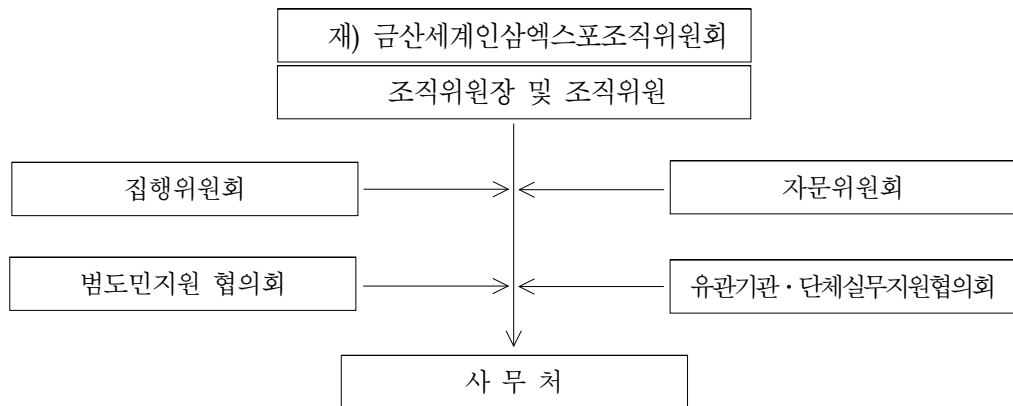 재) 금산세계인삼엑스포조직위원회
조직위원장 및 조직위원
집행위원회
자문위원회
범도민지원 협의회
유관기관·단체실무지원협의회
사 무 처